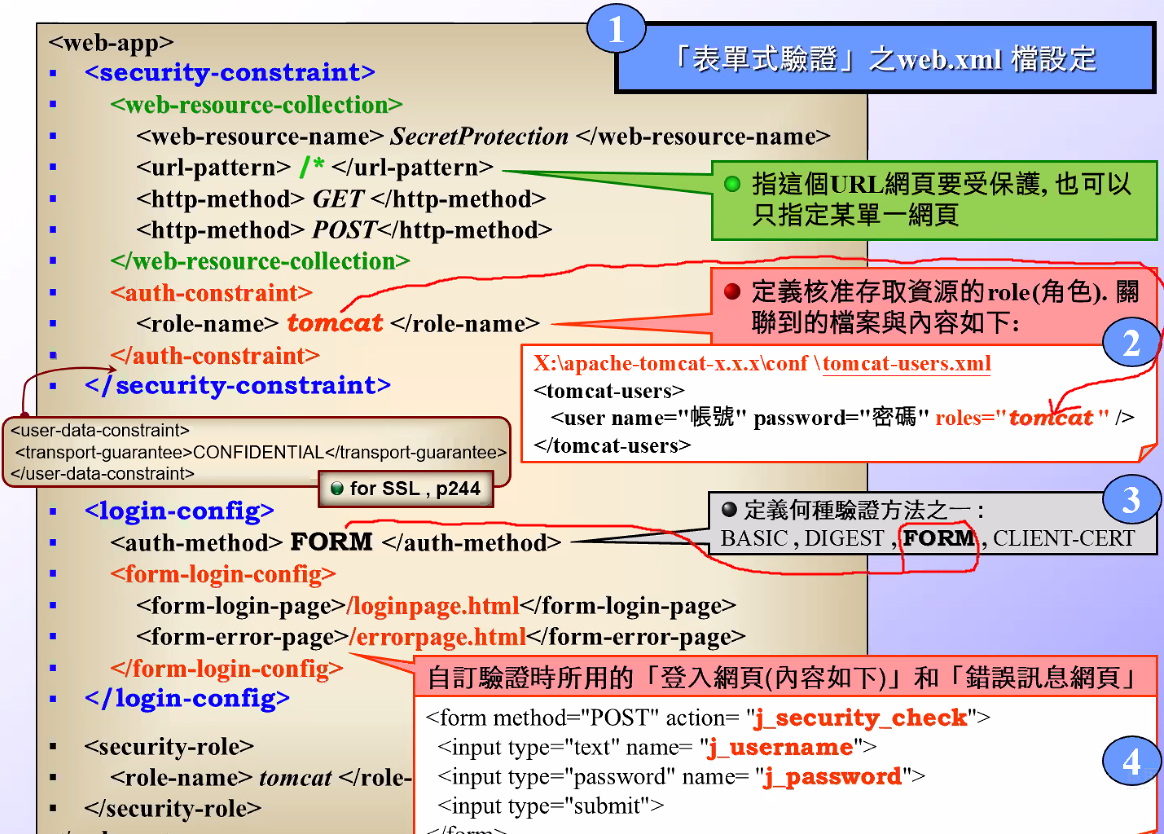 <web-app>
<security-constraint>
<web-resource-collection>
<web-resource-name> SecretProtection </web-resource-name>
<url-pattern> /* </url-pattern>
<http-method> GET </http-method>
<http-method> POST</http-method>
</web-resource-collection>
<auth-constraint>
<role-name> tomcat </role-name>
</auth-constraint>
</security-constraint>
<user-data-constraint>
<transport-guarantee>CONFIDENTIAL</transport-guarantee>
</user-data-constraint>
for SSL , p244
<login-config>
<auth-method> FORM </auth-method>
<form-login-config>
<form-login-page>/loginpage.html</form-login-page>
<form-error-page>/errorpage.html</form-error-page>
</form-login-config>
</login-config>
<security-role>
<role-name> tomcat </role-
</security-role>
1
「表單式驗證」之web.xml 檔設定
指這個URL網頁要受保護, 也可以
只指定某單一網頁
定義核准存取資源的role(角色). 關
聯到的檔案與內容如下:
2
X:\apache-tomcat-x.x.x\conf \tomcat-users.xml
<tomcat-users>
<user name="帳號" password="密碼" roles="tomcat " />
</tomcat-users>
3
定義何種驗證方法之一 :
BASIC , DIGEST , FORM , CLIENT-CERT
自訂驗證時所用的「登入網頁(內容如下)」和「錯誤訊息網頁」
<form method="POST" action= "j_security_check">
<input type="text" name= "j_username">
<input type="password" name= "j_password">
<input type="submit">
</form>
4